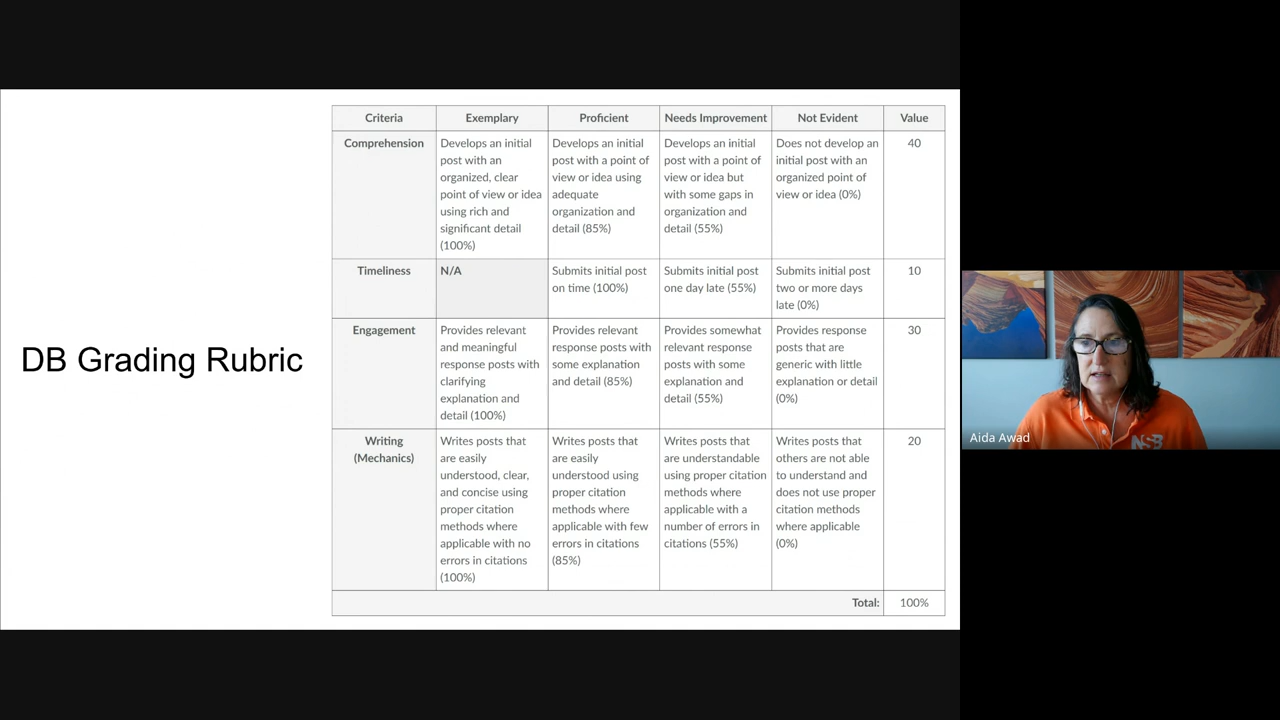 DB Grading Rubric
Criteria
Exemplary
Proficient
Needs Improvement
Not Evident
Value
Comprehension
Develops an initial
post with an
organized, clear
point of view or idea
using rich and
significant detail
(100%)
Develops an initial
post with a point of
view or idea using
adequate
organization and
detail (85%)
Develops an initial
post with a point of
view or idea but
with some gaps in
organization and
detail (55%)
Does not develop an
initial post with an
organized point of
view or idea (0%)
40
Timeliness
N/A
Submits initial post
on time (100%)
Submits initial post
one day late (55%)
Submits initial post
two or more days
late (0%)
10
Engagement
Provides relevant
and meaningful
response posts with
clarifying
explanation and
detail (100%)
Provides relevant
response posts with
some explanation
and detail (85%)
Provides somewhat
relevant response
posts with some
explanation and
detail (55%)
Provides response
posts that are
generic with little
explanation or detail
(0%)
30
Writing
(Mechanics)
Writes posts that
are easily
understood, clear,
and concise using
proper citation
methods where
applicable with no
errors in citations
(100%)
Writes posts that
are easily
understood using
proper citation
methods where
applicable with few
errors in citations
(85%)
Writes posts that
are understandable
using proper citation
methods where
applicable with a
number of errors in
citations (55%)
Writes posts that
others are not able
to understand and
does not use proper
citation methods
where applicable
(0%)
20
Total:
100%
Aida Awad
NSB